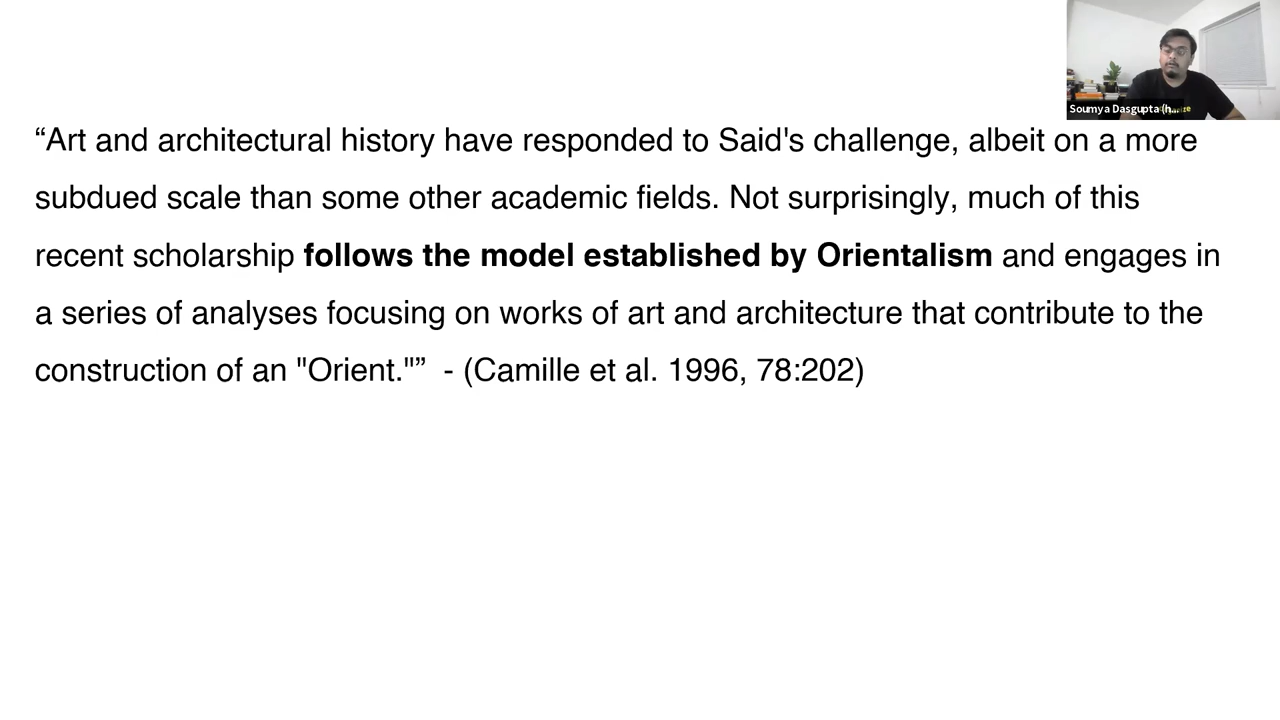 Soumya Dasgupta (h...
“Art and architectural history have responded to Said's challenge, albeit on a more
subdued scale than some other academic fields. Not surprisingly, much of this
recent scholarship follows the model established by Orientalism and engages in
a series of analyses focusing on works of art and architecture that contribute to the
construction of an "Orient."” - (Camille et al. 1996, 78:202)